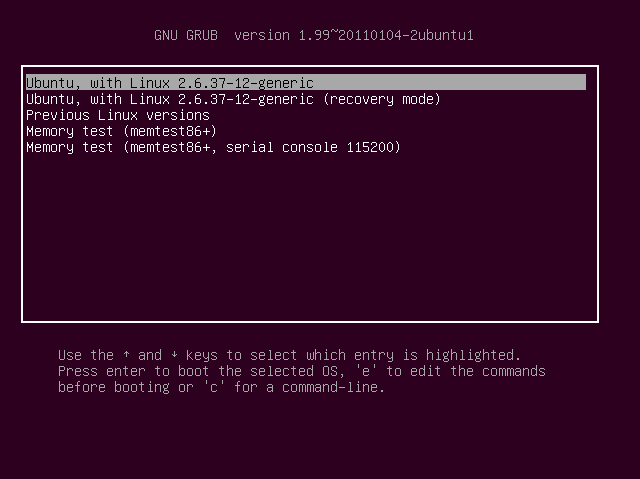 GNU GRUB  version 1.99~20110104-2ubuntu1
Ubuntu, with Linux 2.6.37-12-generic
Ubuntu, with Linux 2.6.37-12-generic (recovery mode)
Previous Linux versions
Memory test (memtest86+)
Memory test (memtest86+, serial console 115200)
Use the ↑ and ↓ keys to select which entry is highlighted.
Press enter to boot the selected OS, 'e' to edit the commands
before booting or 'c' for a command-line.